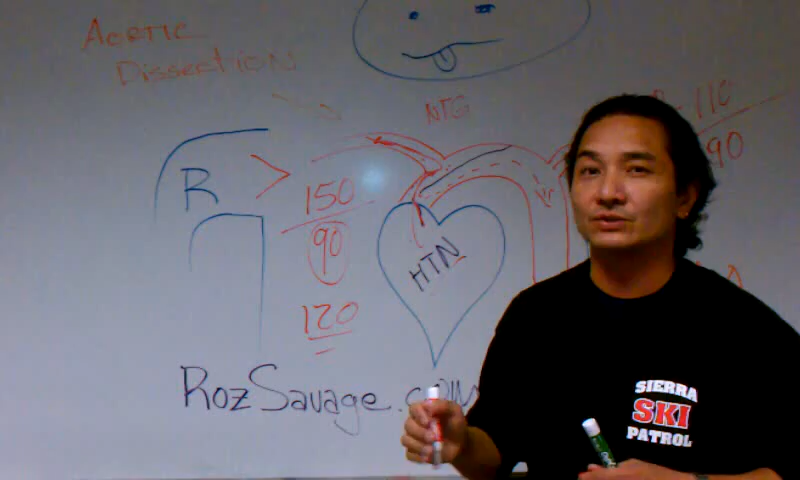 Aortic
Dissection
NTG
110
90
R >
150
90
120
HTN
RozSavage.com
SIERRA
SKI
PATROL